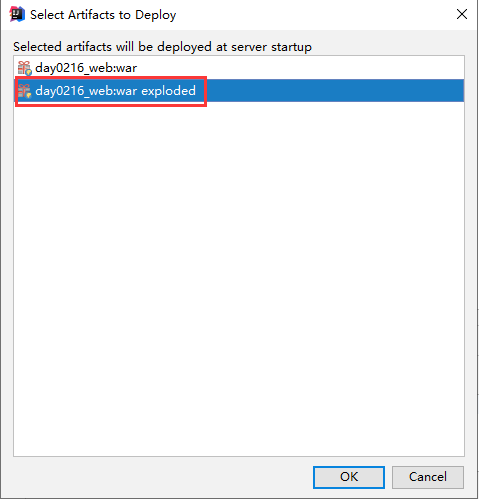 Select Artifacts to Deploy
Selected artifacts will be deployed at server startup
day0216_web:war
day0216_web:war exploded
OK
Cancel